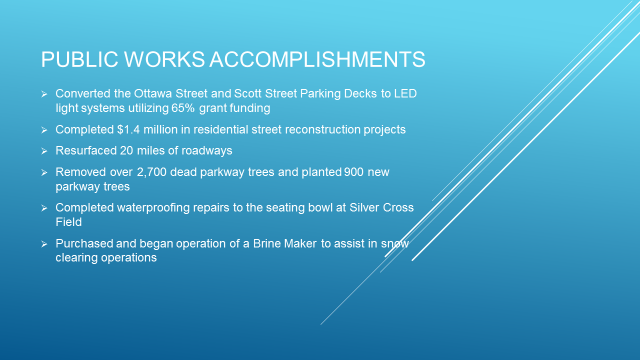 PUBLIC WORKS ACCOMPLISHMENTS
➢ Converted the Ottawa Street and Scott Street Parking Decks to LED
light systems utilizing 65% grant funding
➢ Completed $1.4 million in residential street reconstruction projects
➢ Resurfaced 20 miles of roadways
➢ Removed over 2,700 dead parkway trees and planted 900 new
parkway trees
➢ Completed waterproofing repairs to the seating bowl at Silver Cross
Field
➢ Purchased and began operation of a Brine Maker to assist in snow
clearing operations